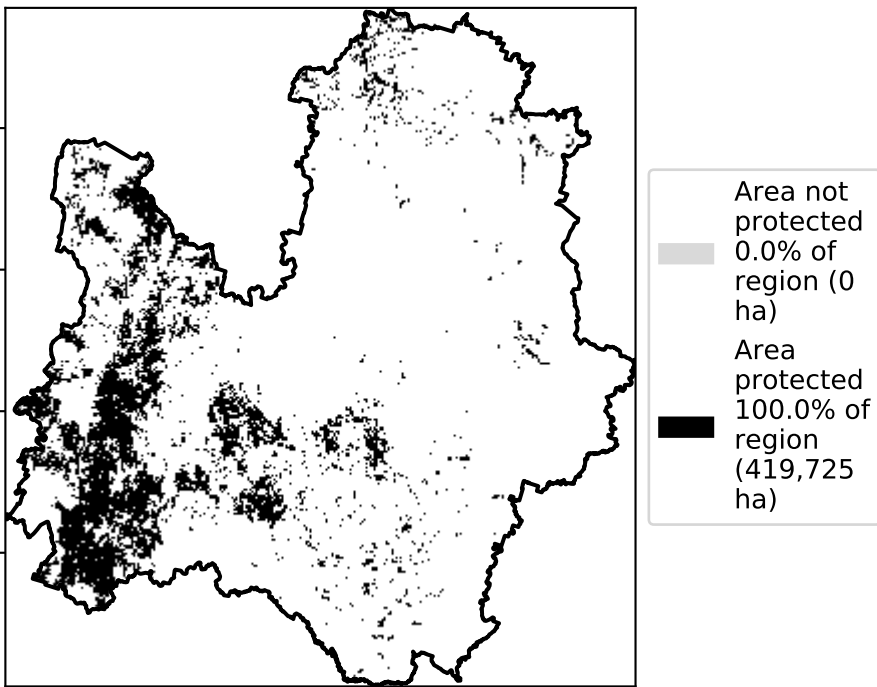 Area not
protected
0.0% of
region (0
ha)
Area
protected
100.0% of
region
(419,725
ha)